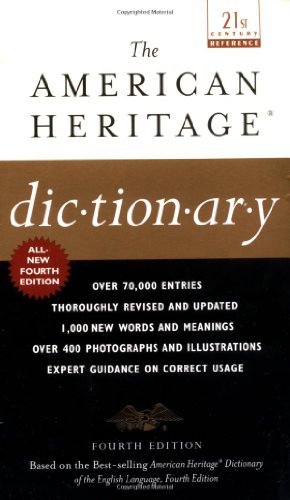 21ST
CENTURY
REFERENCE
The
AMERICAN
HERITAGE®
dic·tion·ar·y
ALL-
NEW
FOURTH
EDITION
OVER 70,000 ENTRIES
THOROUGHLY REVISED AND UPDATED
1,000 NEW WORDS AND MEANINGS
OVER 400 PHOTOGRAPHS AND ILLUSTRATIONS
EXPERT GUIDANCE ON CORRECT USAGE
FOURTH EDITION
Based on the Best-selling American Heritage® Dictionary
of the English Language, Fourth Edition